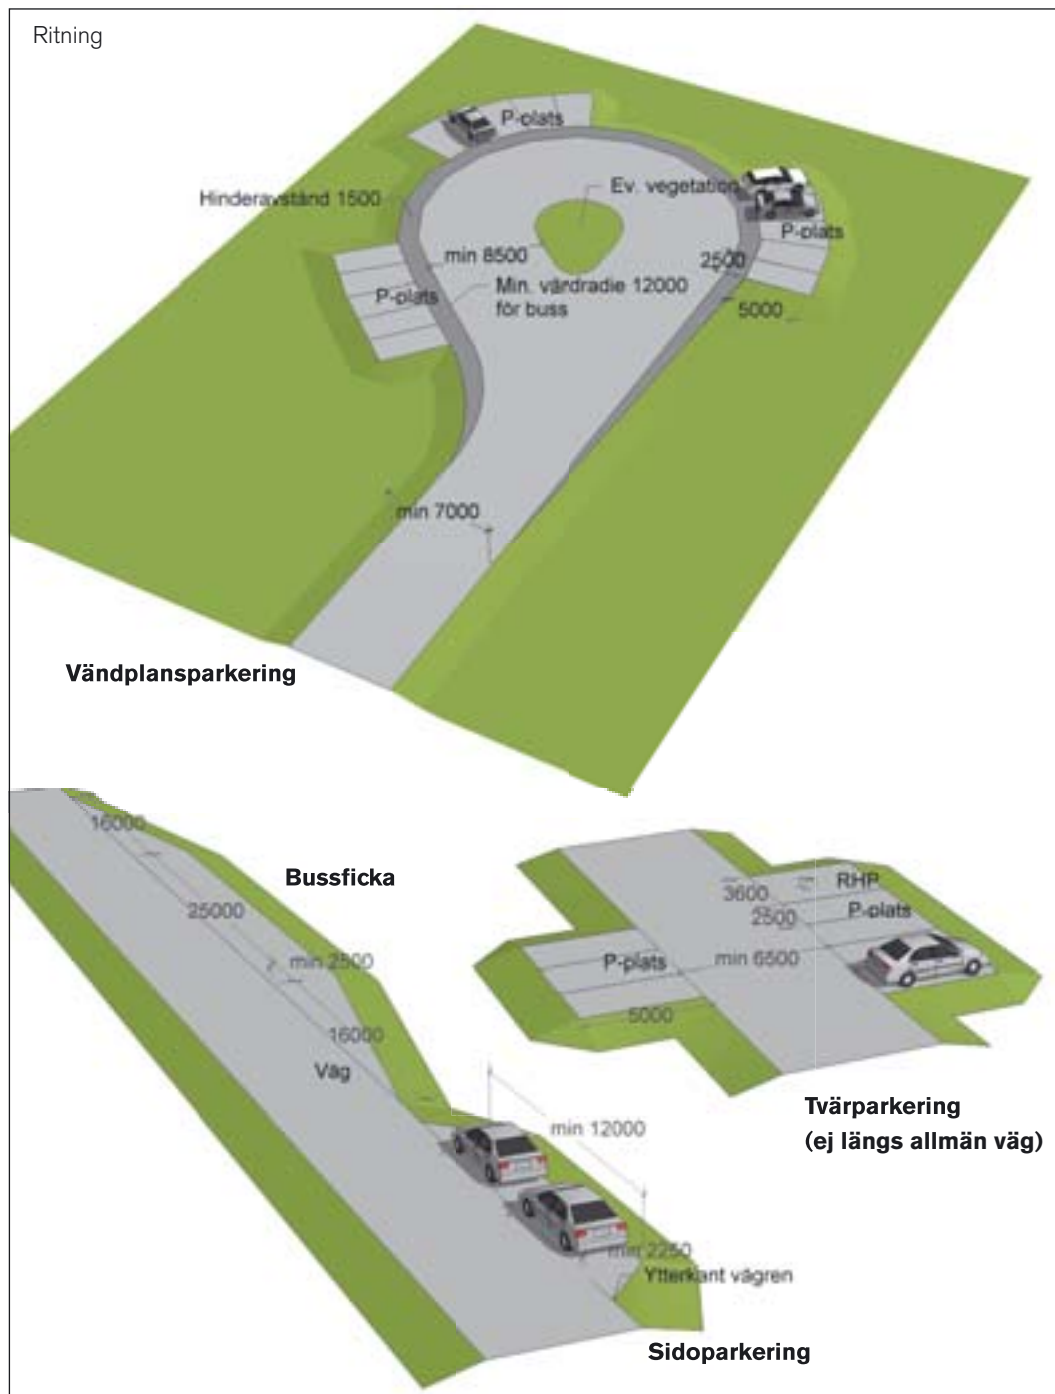 Ritning
P-plats
Hinderavstånd 1500
Ev. vegetation
P-plats
min 8500
2500
P-plats
Min. vändradie 12000
för buss
5000
min 7000
Vändplansparkering
16000
Bussficka
25000
min 2500
16000
Väg
3600
RHP
2500
P-plats
P-plats
min 6500
5000
Tvärparkering
(ej längs allmän väg)
min 12000
min 2250
Ytterkant vägren
Sidoparkering